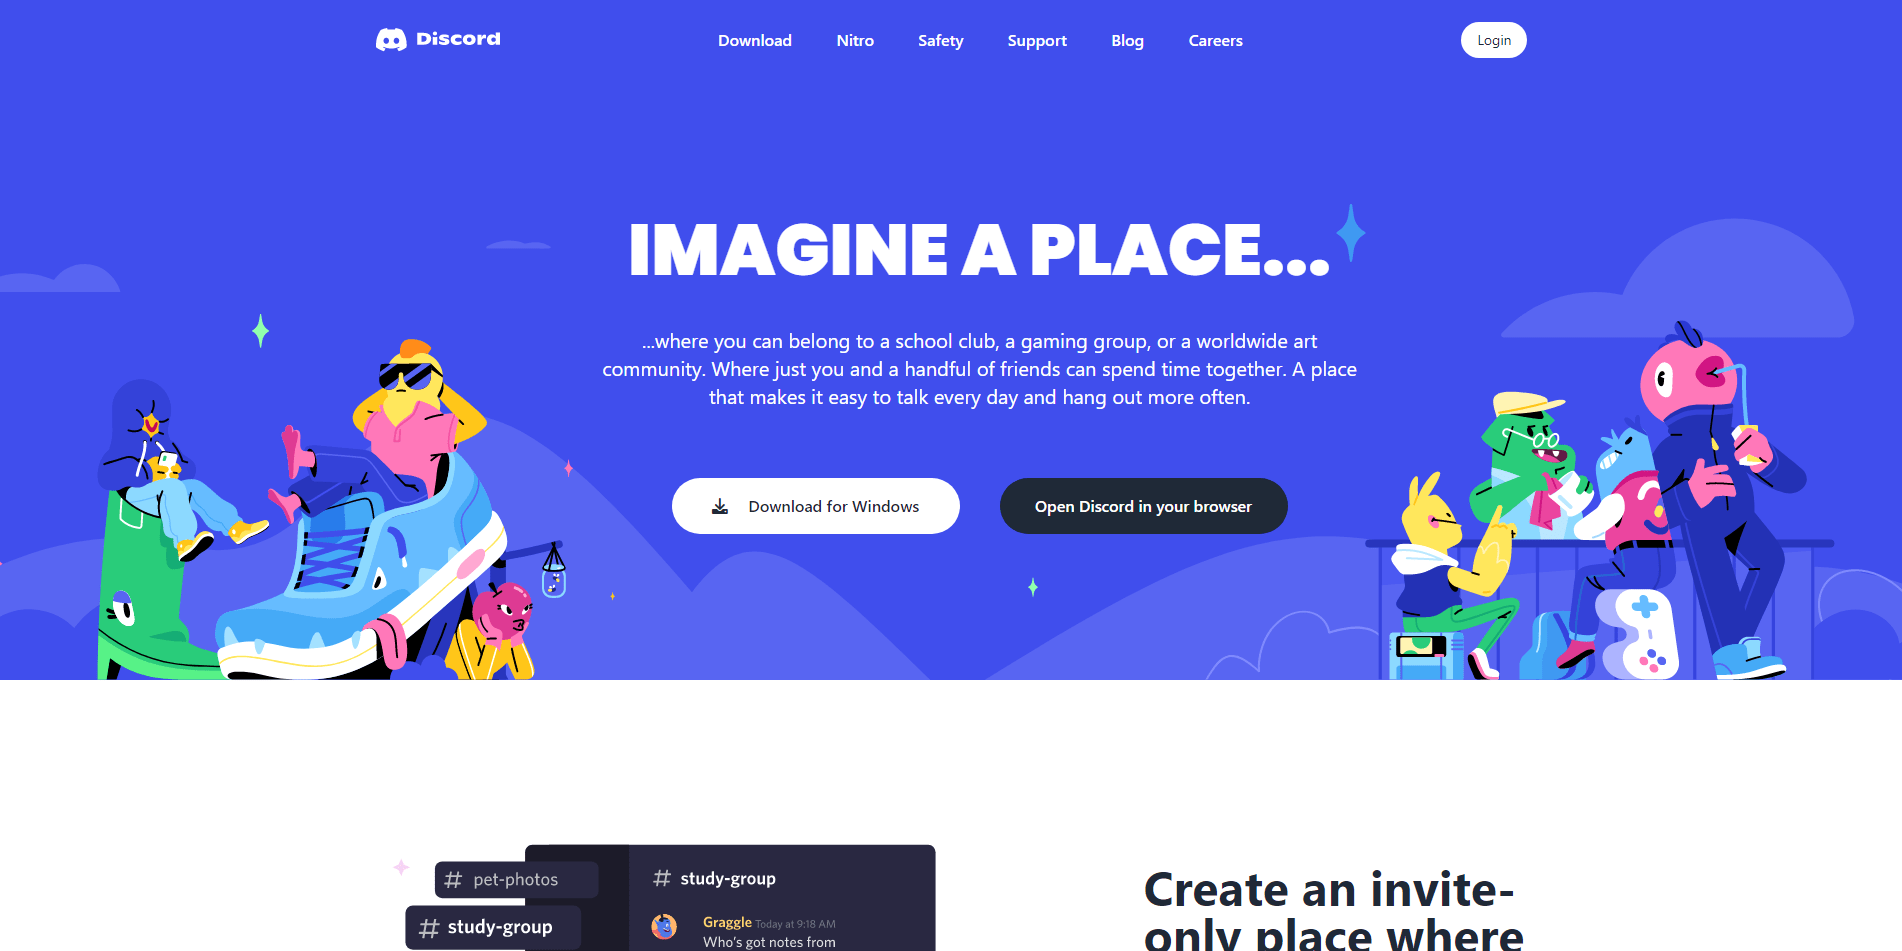 Discord
Download
Nitro
Safety
Support
Blog
Careers
Login
IMAGINE A PLACE...
...where you can belong to a school club, a gaming group, or a worldwide art
community. Where just you and a handful of friends can spend time together. A place
that makes it easy to talk every day and hang out more often.
Download for Windows
Open Discord in your browser
# pet-photos
# study-group
# study-group
Graggle Today at 9:18 AM
Who's got notes from
Create an invite-
only place where